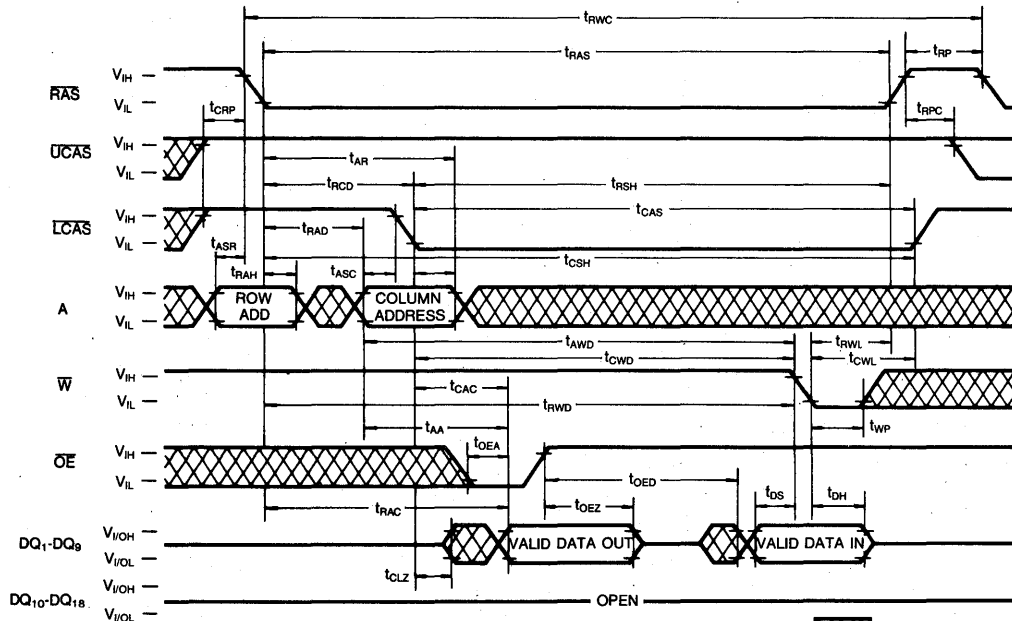 tRWC
tRAS
tRP
RAS
VIH
VIL
tCRP
tRPC
UCAS
VIH
VIL
tAR
tRCD
tRSH
LCAS
VIH
VIL
tCAS
tRAD
tASR
tCSH
tRAH
tASC
A
VIH
VIL
ROW
ADD
COLUMN
ADDRESS
tAWD
tRWL
tCWD
tCWL
W
VIH
VIL
tCAC
tRWD
tWP
tAA
OE
VIH
VIL
tOEA
tOED
tRAC
tOEZ
tDS
tDH
DQ1-DQ9
VI/OH
VI/OL
VALID DATA OUT
VALID DATA IN
tCLZ
DQ10-DQ18
VI/OH
VI/OL
OPEN